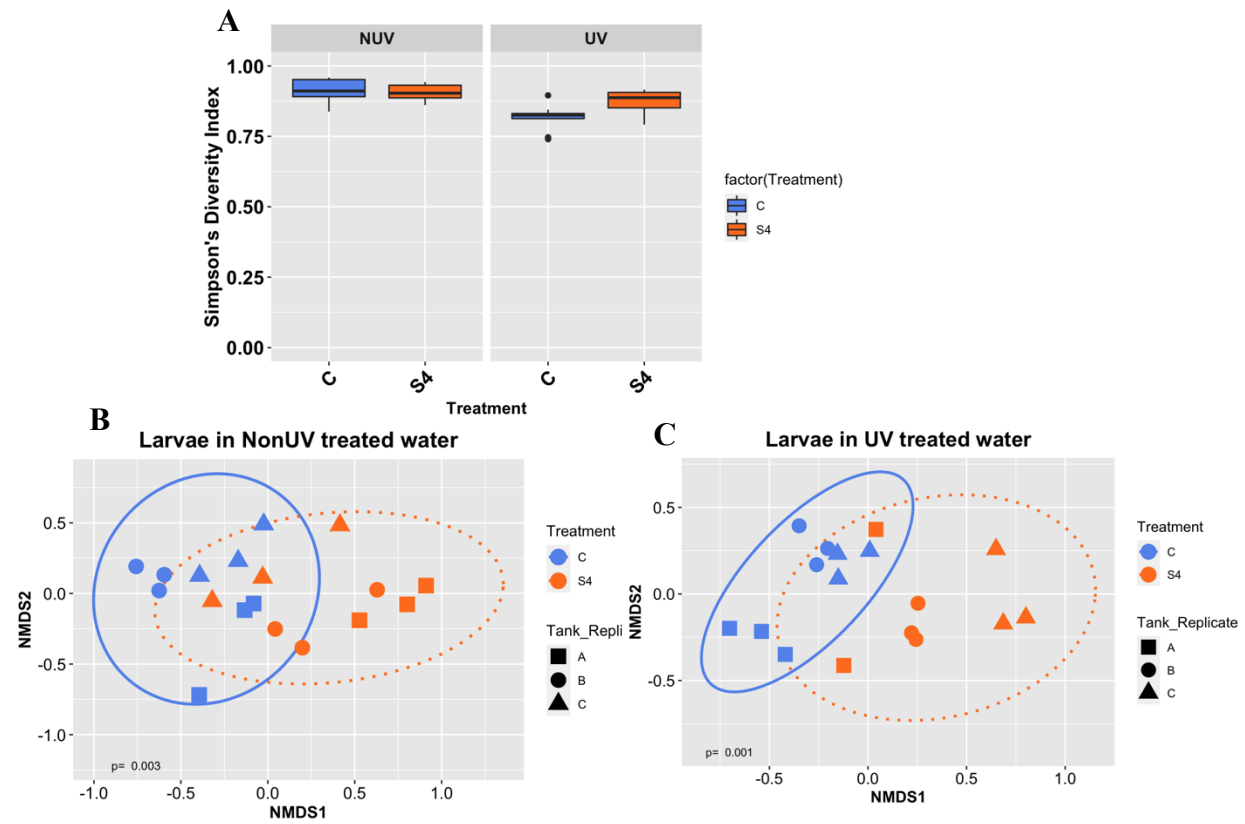 A
NUV
UV
1.00
0.75
0.50
0.25
0.00
Simpson's Diversity Index
C
S4
C
S4
Treatment
factor(Treatment)
C
S4
B
Larvae in NonUV treated water
0.5
0.0
-0.5
-1.0
NMDS2
p= 0.003
-1.0
-0.5
0.0
0.5
1.0
NMDS1
Treatment
C
S4
Tank_Repli
A
B
C
C
Larvae in UV treated water
0.5
0.0
-0.5
NMDS2
p= 0.001
-0.5
0.0
0.5
1.0
NMDS1
Treatment
C
S4
Tank_Replicate
A
B
C